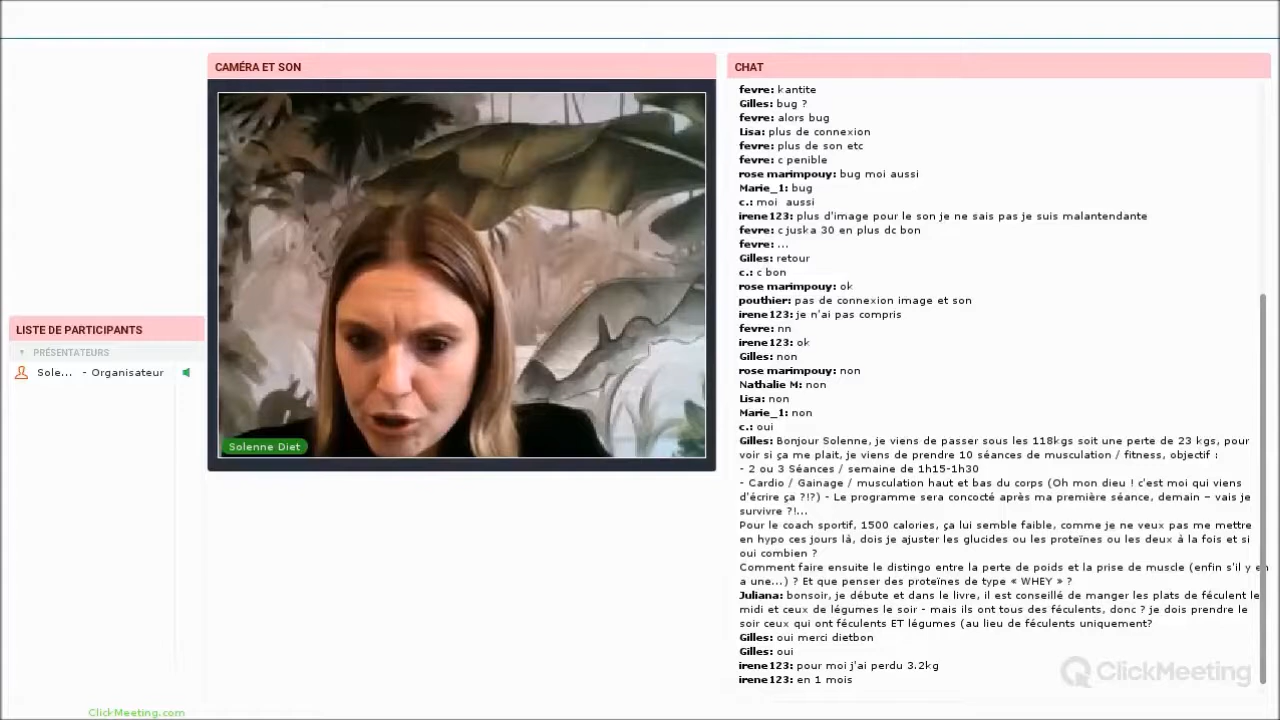 CAMÉRA ET SON
Solenne Diet
LISTE DE PARTICIPANTS
PRÉSENTATEURS
Sole... - Organisateur
CHAT
fevre: kantite
Gilles: bug ?
fevre: alors bug
Lisa: plus de connexion
fevre: plus de son etc
fevre: c penible
rose marimpouy: bug moi aussi
Marie_1: bug
c.: moi aussi
irene123: plus d'image pour le son je ne sais pas je suis malantendante
fevre: c juska 30 en plus dc bon
fevre: ...
Gilles: retour
c.: c bon
rose marimpouy: ok
pouthier: pas de connexion image et son
irene123: je n'ai pas compris
fevre: nn
irene123: ok
Gilles: non
rose marimpouy: non
Nathalie M: non
Lisa: non
Marie_1: non
c.: oui
Gilles: Bonjour Solenne, je viens de passer sous les 118kgs soit une perte de 23 kgs, pour
voir si ça me plait, je viens de prendre 10 séances de musculation / fitness, objectif :
- 2 ou 3 Séances / semaine de 1h15-1h30
- Cardio / Gainage / musculation haut et bas du corps (Oh mon dieu ! c'est moi qui viens
d'écrire ça ?!?) - Le programme sera concocté après ma première séance, demain – vais je
survivre ?!...
Pour le coach sportif, 1500 calories, ça lui semble faible, comme je ne veux pas me mettre
en hypo ces jours là, dois je ajuster les glucides ou les proteïnes ou les deux à la fois et si
oui combien ?
Comment faire ensuite le distingo entre la perte de poids et la prise de muscle (enfin s'il y en
a une...) ? Et que penser des proteïnes de type « WHEY » ?
Juliana: bonsoir, je débute et dans le livre, il est conseillé de manger les plats de féculent le
midi et ceux de légumes le soir - mais ils ont tous des féculents, donc ? je dois prendre le
soir ceux qui ont féculents ET légumes (au lieu de féculents uniquement?
Gilles: oui merci dietbon
Gilles: oui
irene123: pour moi j'ai perdu 3.2kg
irene123: en 1 mois
ClickMeeting
ClickMeeting.com